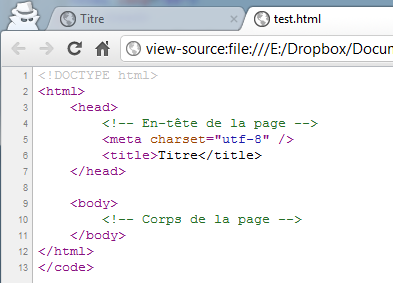 Titre
test.html
view-source:file:///E:/Dropbox/Docum
1 <!DOCTYPE html>
2 <html>
3     <head>
4         <!-- En-tête de la page -->
5         <meta charset="utf-8" />
6         <title>Titre</title>
7     </head>
8
9     <body>
10         <!-- Corps de la page -->
11     </body>
12 </html>
13 </code>